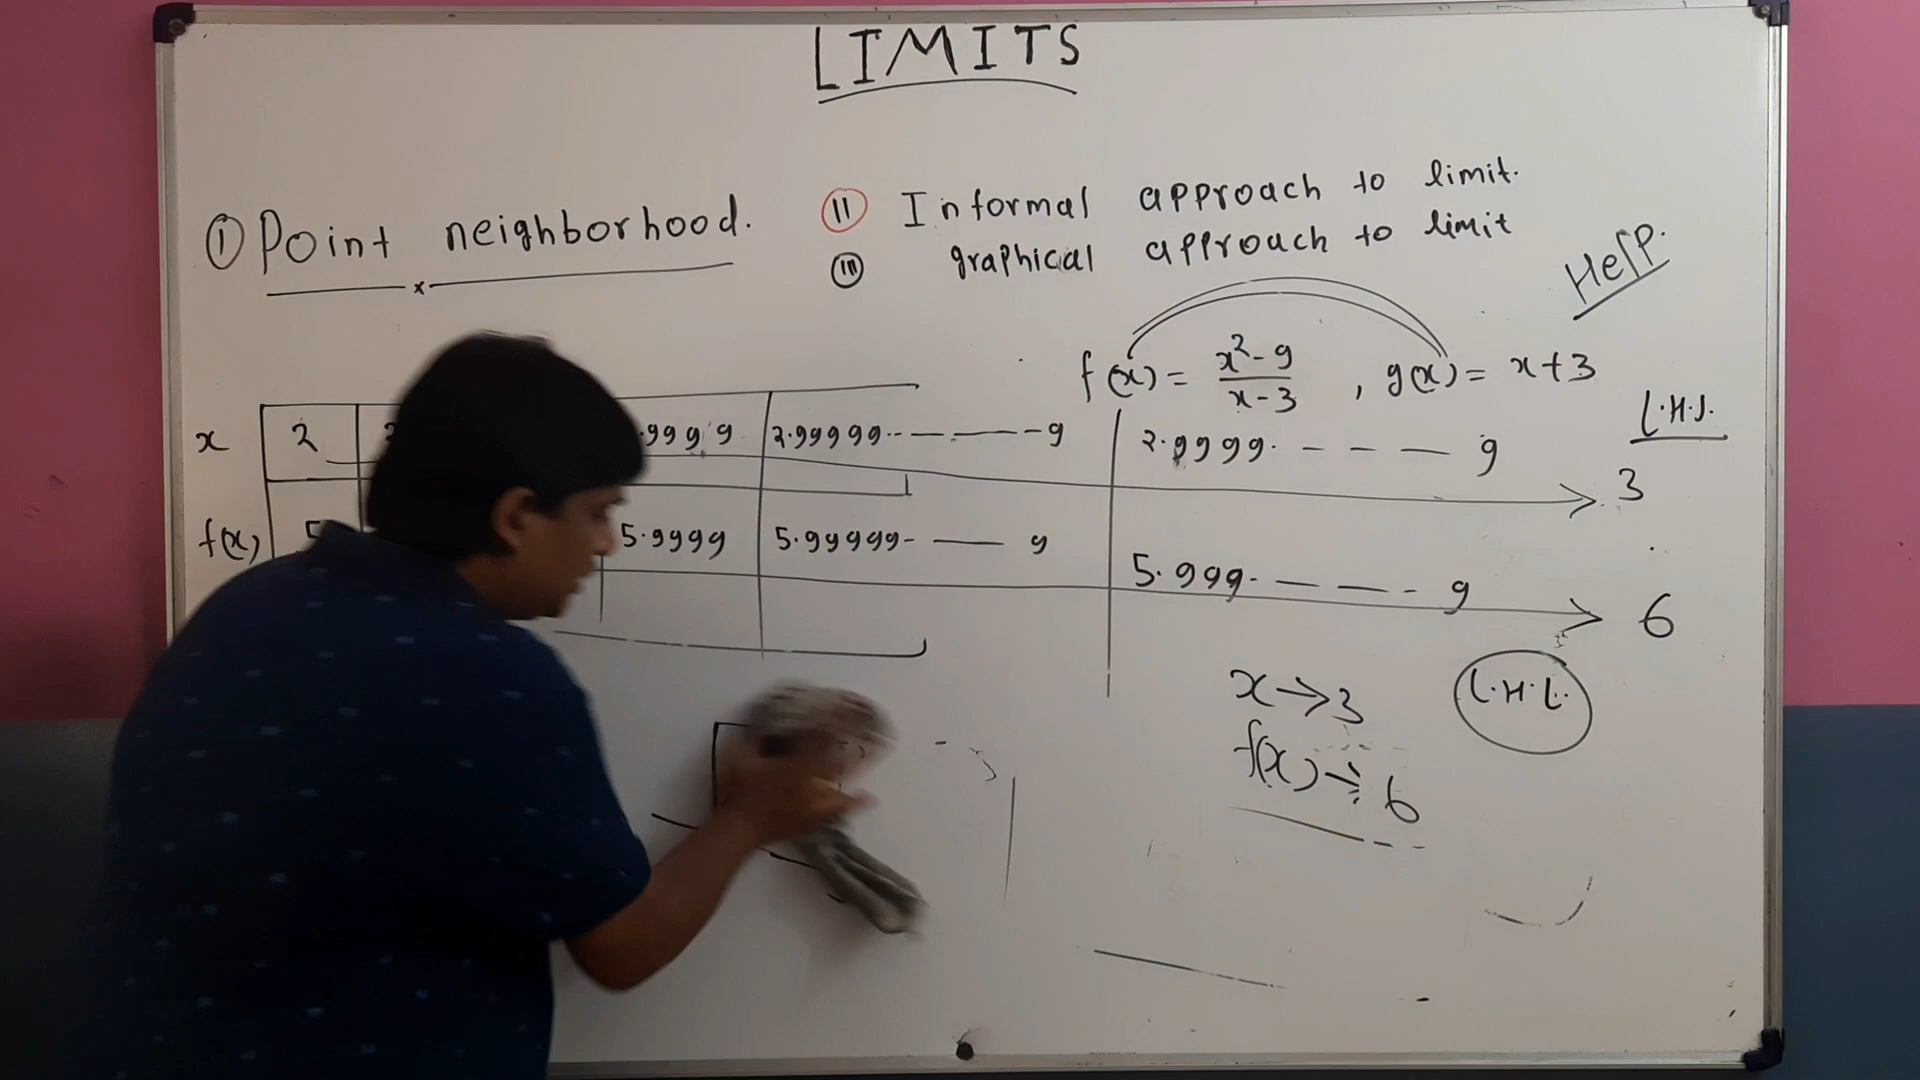 LIMITS
① Point neighborhood.
Ⓘⓘ Informal approach to limit.
Ⓘⓘⓘ graphical approach to limit
Help.
f(x) = x²-9/x-3 , g(x) = x+3
L.H.S.
x 2 .9999 2.99999-- — — — -9 2.9999. - - — 9 → 3
f(x) 5 5.9999 5.99999- — 9 5.999. — — - 9 → 6
x → 3
f(x) → 6
L.H.L.